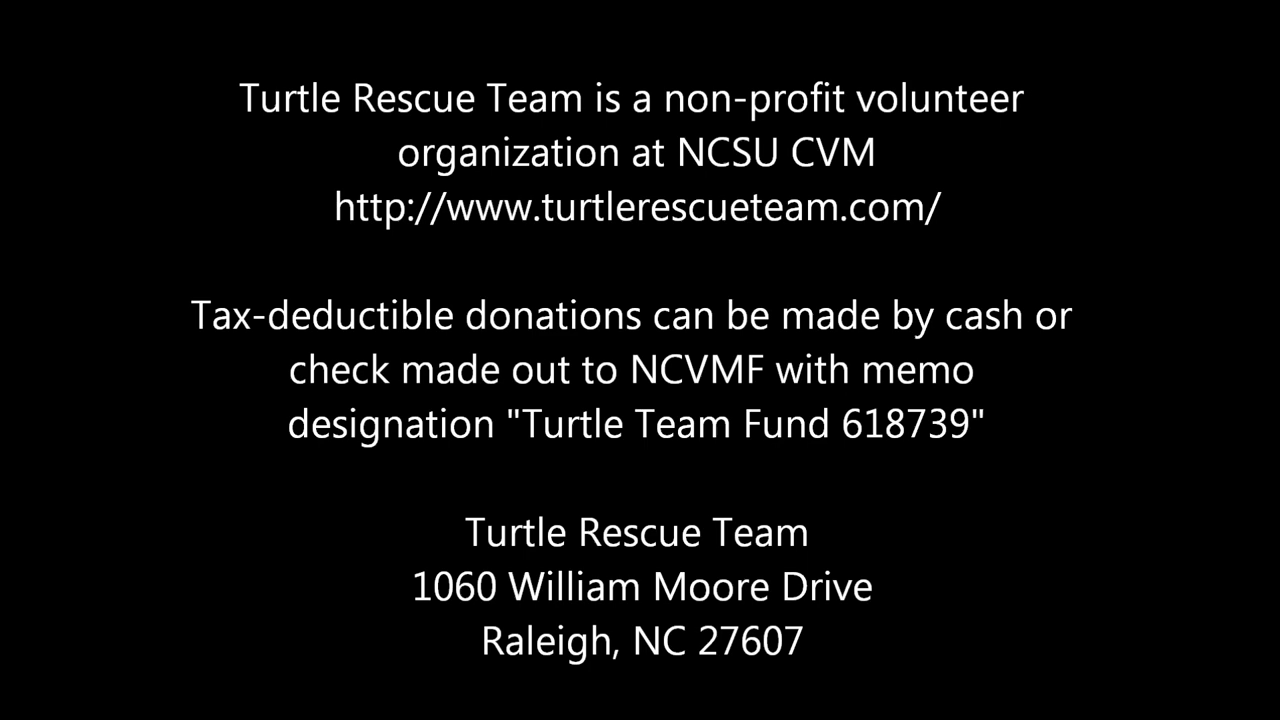 Turtle Rescue Team is a non-profit volunteer
organization at NCSU CVM
http://www.turtlerescueteam.com/
Tax-deductible donations can be made by cash or
check made out to NCVMF with memo
designation "Turtle Team Fund 618739"
Turtle Rescue Team
1060 William Moore Drive
Raleigh, NC 27607